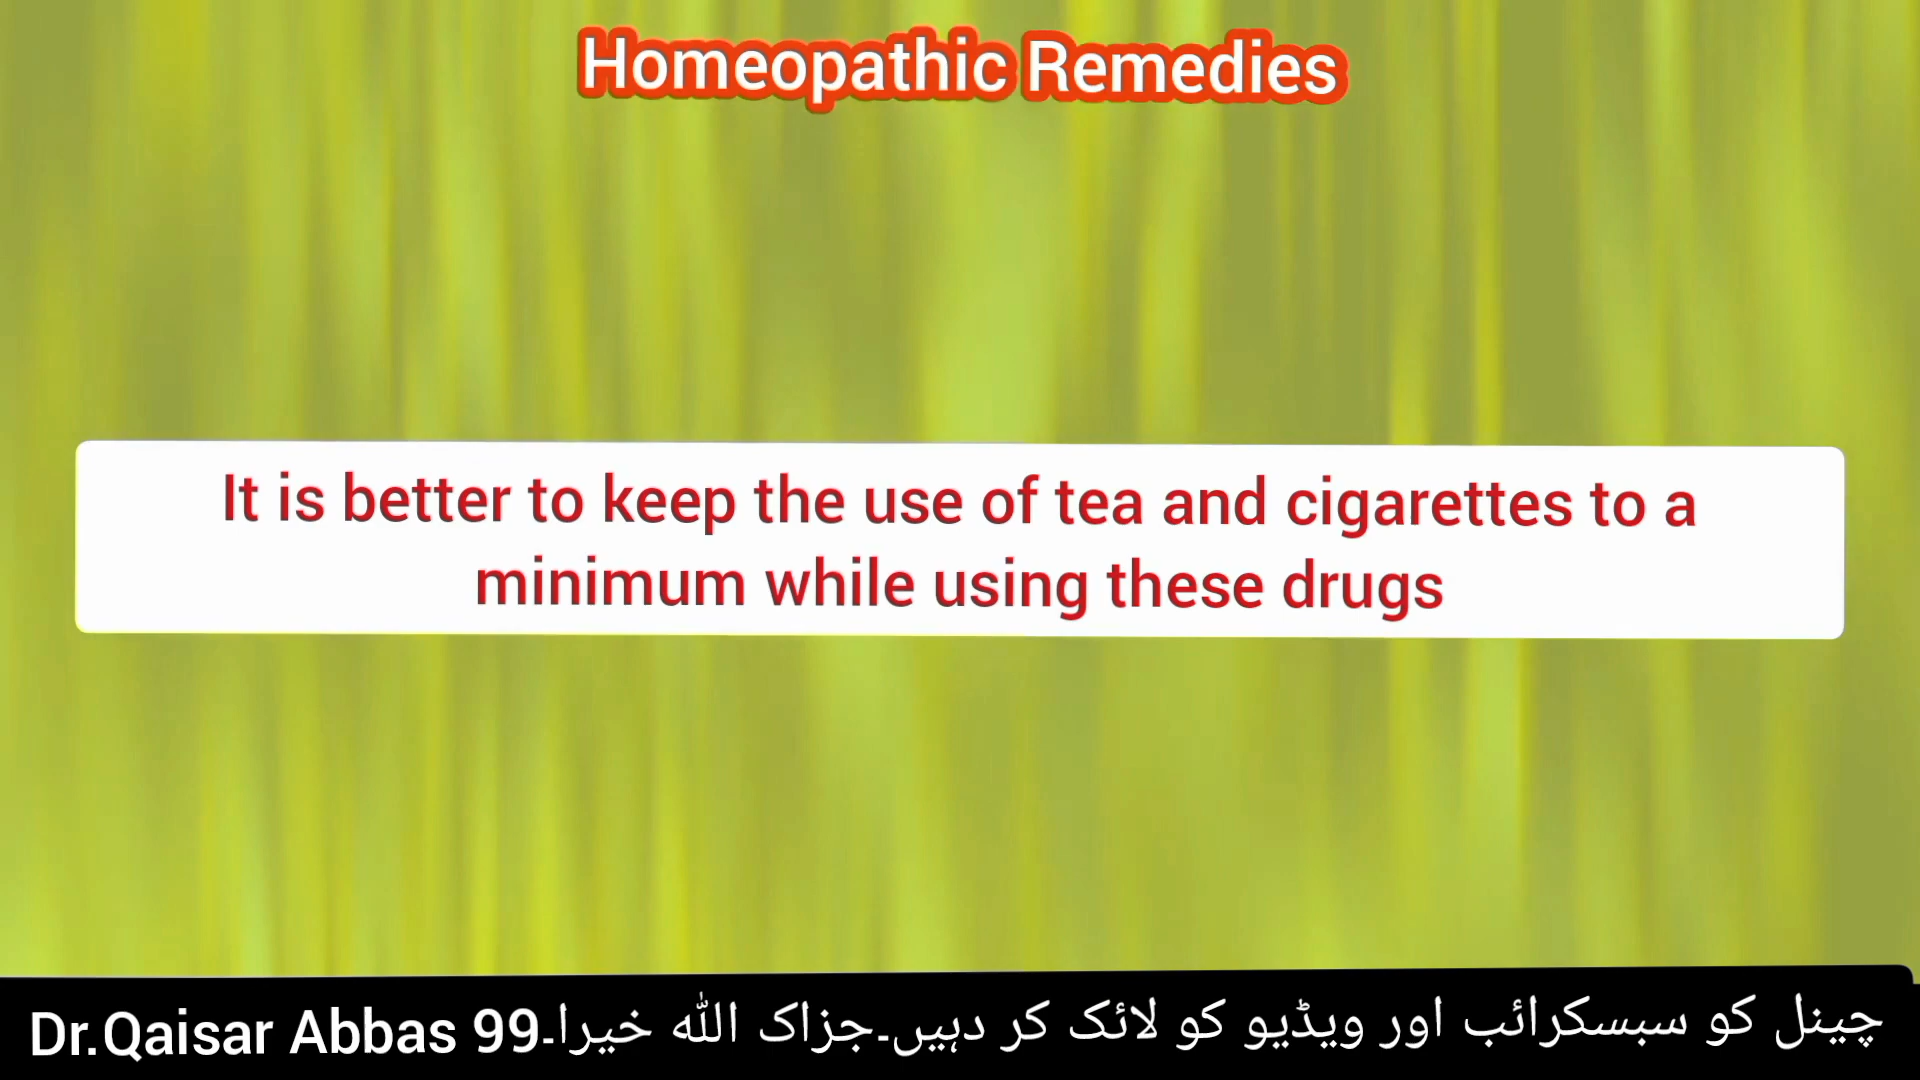 Homeopathic Remedies
It is better to keep the use of tea and cigarettes to a
minimum while using these drugs
چینل کو سبسکرائب اور ویڈیو کو لائک کر دہیں۔جزاک اللہ خیرا۔Dr.Qaisar Abbas 99